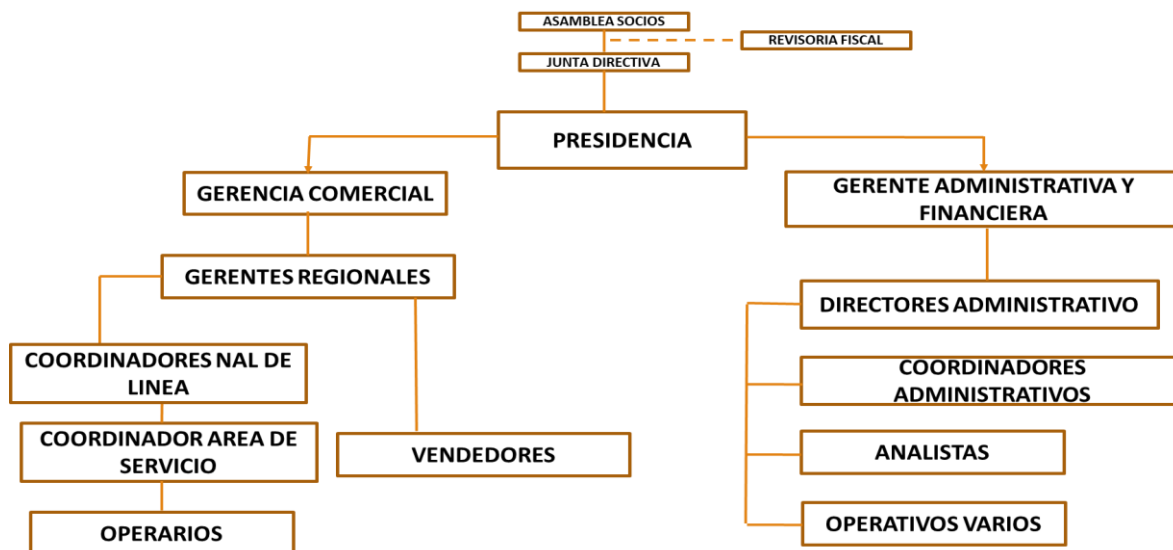 ASAMBLEA SOCIOS
REVISORIA FISCAL
JUNTA DIRECTIVA
PRESIDENCIA
GERENCIA COMERCIAL
GERENTE ADMINISTRATIVA Y
FINANCIERA
GERENTES REGIONALES
DIRECTORES ADMINISTRATIVO
COORDINADORES NAL DE
LINEA
COORDINADORES
ADMINISTRATIVOS
COORDINADOR AREA DE
SERVICIO
VENDEDORES
ANALISTAS
OPERARIOS
OPERATIVOS VARIOS